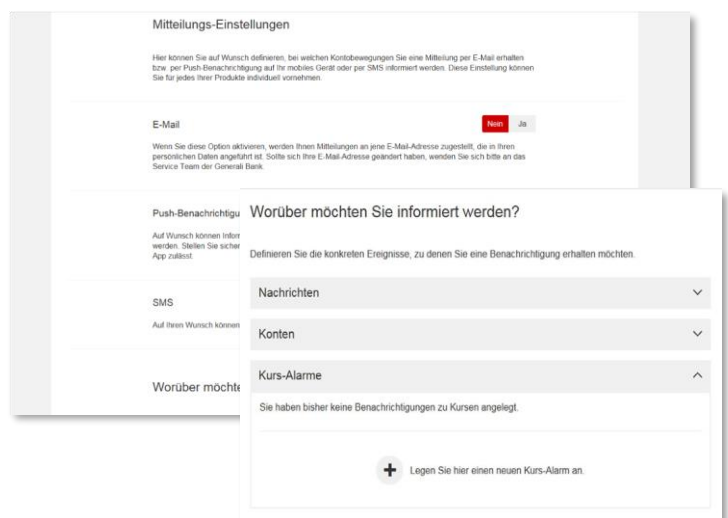 Mitteilungs-Einstellungen
Hier können Sie auf Wunsch definieren, bei welchen Kontobewegungen Sie eine Mitteilung per E-Mail erhalten
bzw. per Push-Benachrichtigung auf Ihr mobiles Gerät oder per SMS informiert werden. Diese Einstellung können
Sie für jedes Ihrer Produkte individuell vornehmen.
E-Mail
Nein Ja
Wenn Sie diese Option aktivieren, werden Ihnen Mitteilungen an jene E-Mail-Adresse zugestellt, die in Ihren
persönlichen Daten angeführt ist. Sollte sich Ihre E-Mail-Adresse geändert haben, wenden Sie sich bitte an das
Service Team der Generali Bank.
Push-Benachrichtigu
Auf Wunsch können Inform
werden. Stellen Sie sicher
App zulässt.
SMS
Auf Ihren Wunsch können
Worüber möchte
Worüber möchten Sie informiert werden?
Definieren Sie die konkreten Ereignisse, zu denen Sie eine Benachrichtigung erhalten möchten.
Nachrichten
Konten
Kurs-Alarme
Sie haben bisher keine Benachrichtigungen zu Kursen angelegt.
Legen Sie hier einen neuen Kurs-Alarm an.